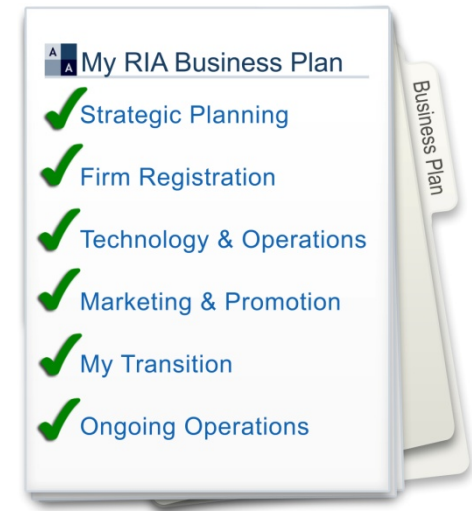 A
A
My RIA Business Plan
Strategic Planning
Firm Registration
Technology & Operations
Marketing & Promotion
My Transition
Ongoing Operations
Business Plan